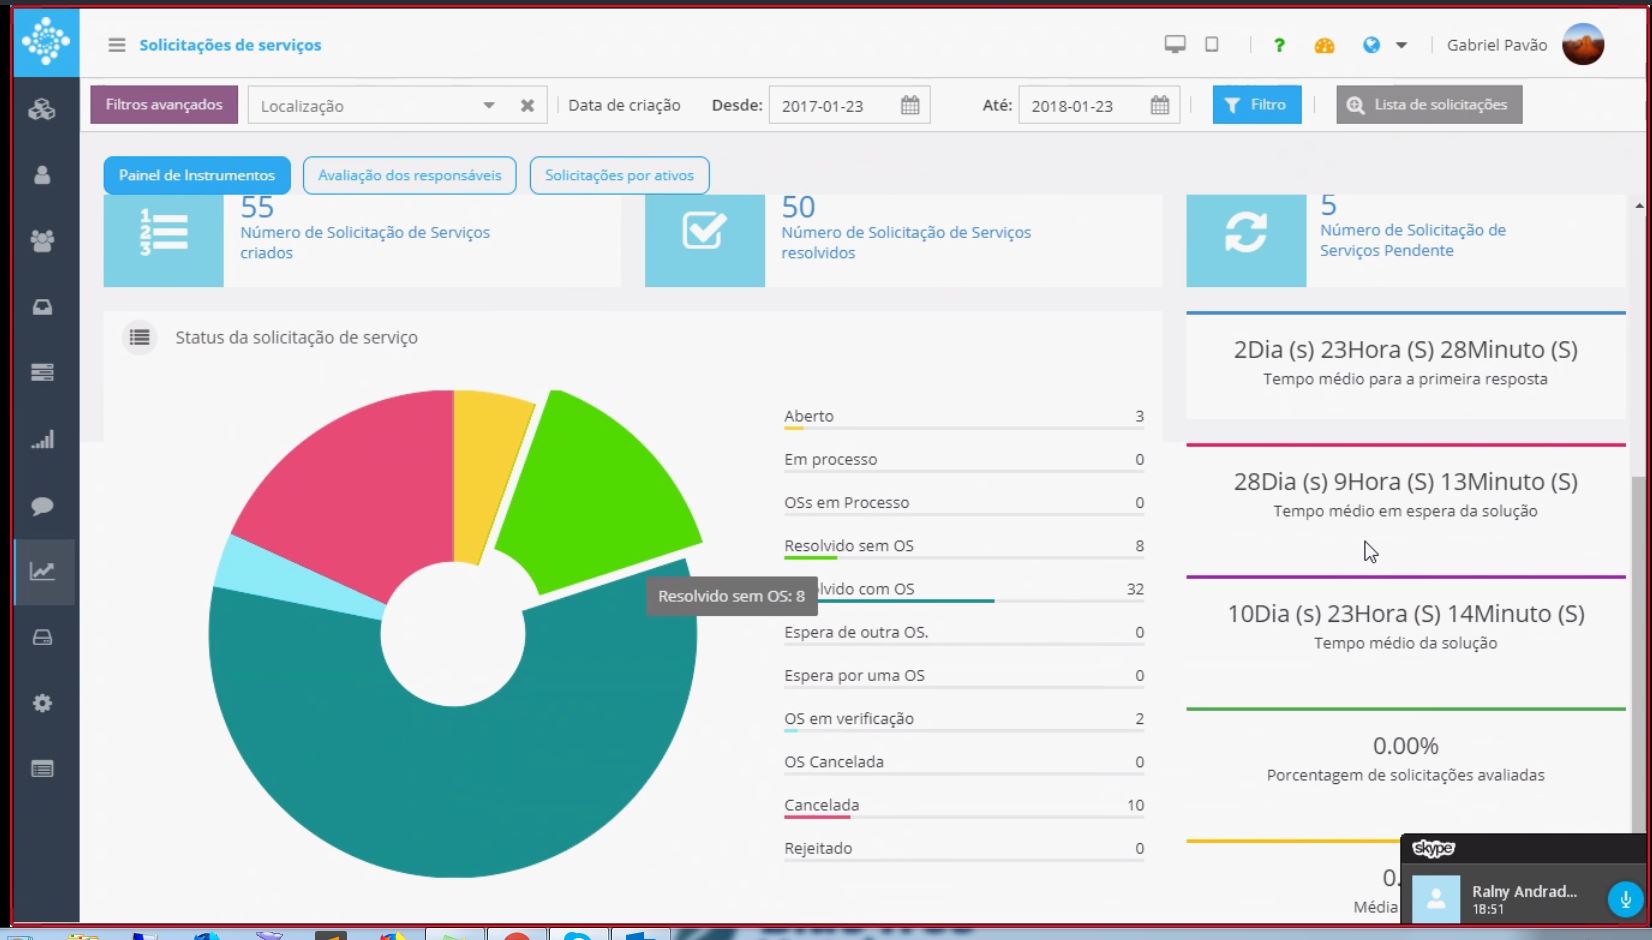 Solicitações de serviços
?
Gabriel Pavão
Filtros avançados
Localização
Data de criação
Desde:
2017-01-23
Até:
2018-01-23
Filtro
Lista de solicitações
Painel de Instrumentos
Avaliação dos responsáveis
Solicitações por ativos
1
2
3
55
Número de Solicitação de Serviços
criados
50
Número de Solicitação de Serviços
resolvidos
5
Número de Solicitação de
Serviços Pendente
Status da solicitação de serviço
Aberto 3
Em processo 0
OSs em Processo 0
Resolvido sem OS 8
lvido com OS 32
Espera de outra OS. 0
Espera por uma OS 0
OS em verificação 2
OS Cancelada 0
Cancelada 10
Rejeitado 0
Resolvido sem OS: 8
2Dia (s) 23Hora (S) 28Minuto (S)
Tempo médio para a primeira resposta
28Dia (s) 9Hora (S) 13Minuto (S)
Tempo médio em espera da solução
10Dia (s) 23Hora (S) 14Minuto (S)
Tempo médio da solução
0.00%
Porcentagem de solicitações avaliadas
0.
Média
skype
Ralny Andrad...
18:51